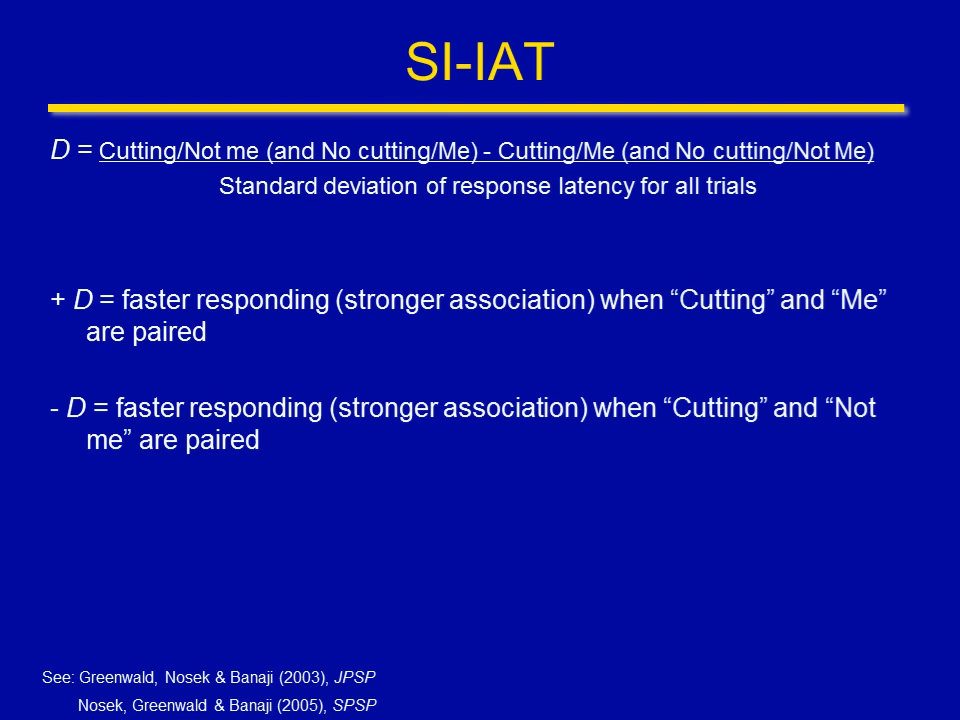 SI-IAT
D = Cutting/Not me (and No cutting/Me) - Cutting/Me (and No cutting/Not Me)
Standard deviation of response latency for all trials
+ D = faster responding (stronger association) when “Cutting” and “Me”
are paired
- D = faster responding (stronger association) when “Cutting” and “Not
me” are paired
See: Greenwald, Nosek & Banaji (2003), JPSP
Nosek, Greenwald & Banaji (2005), SPSP